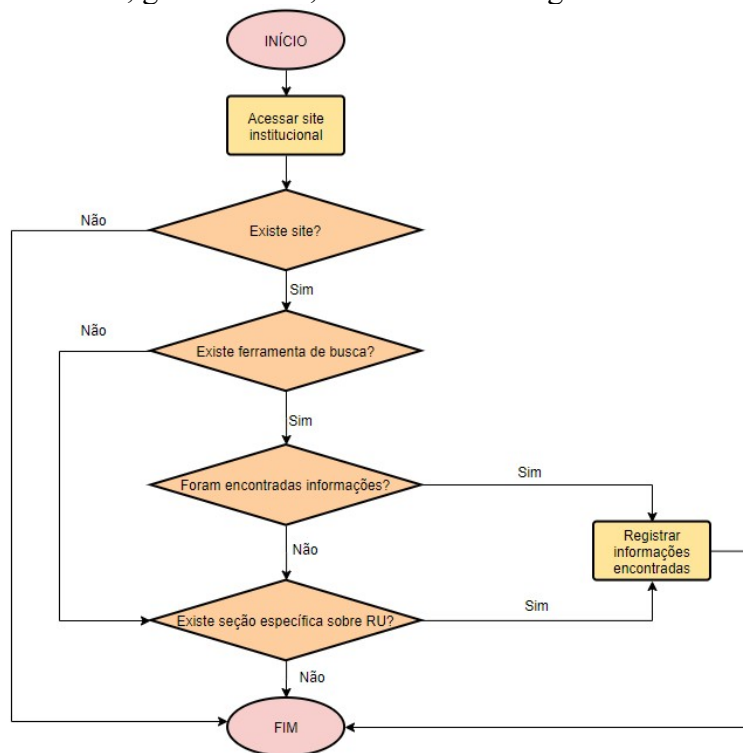 INÍCIO
Acessar site
institucional
Não
Existe site?
Sim
Não
Existe ferramenta de busca?
Sim
Foram encontradas informações?
Sim
Registrar
informações
encontradas
Não
Existe seção específica sobre RU?
Sim
Não
FIM